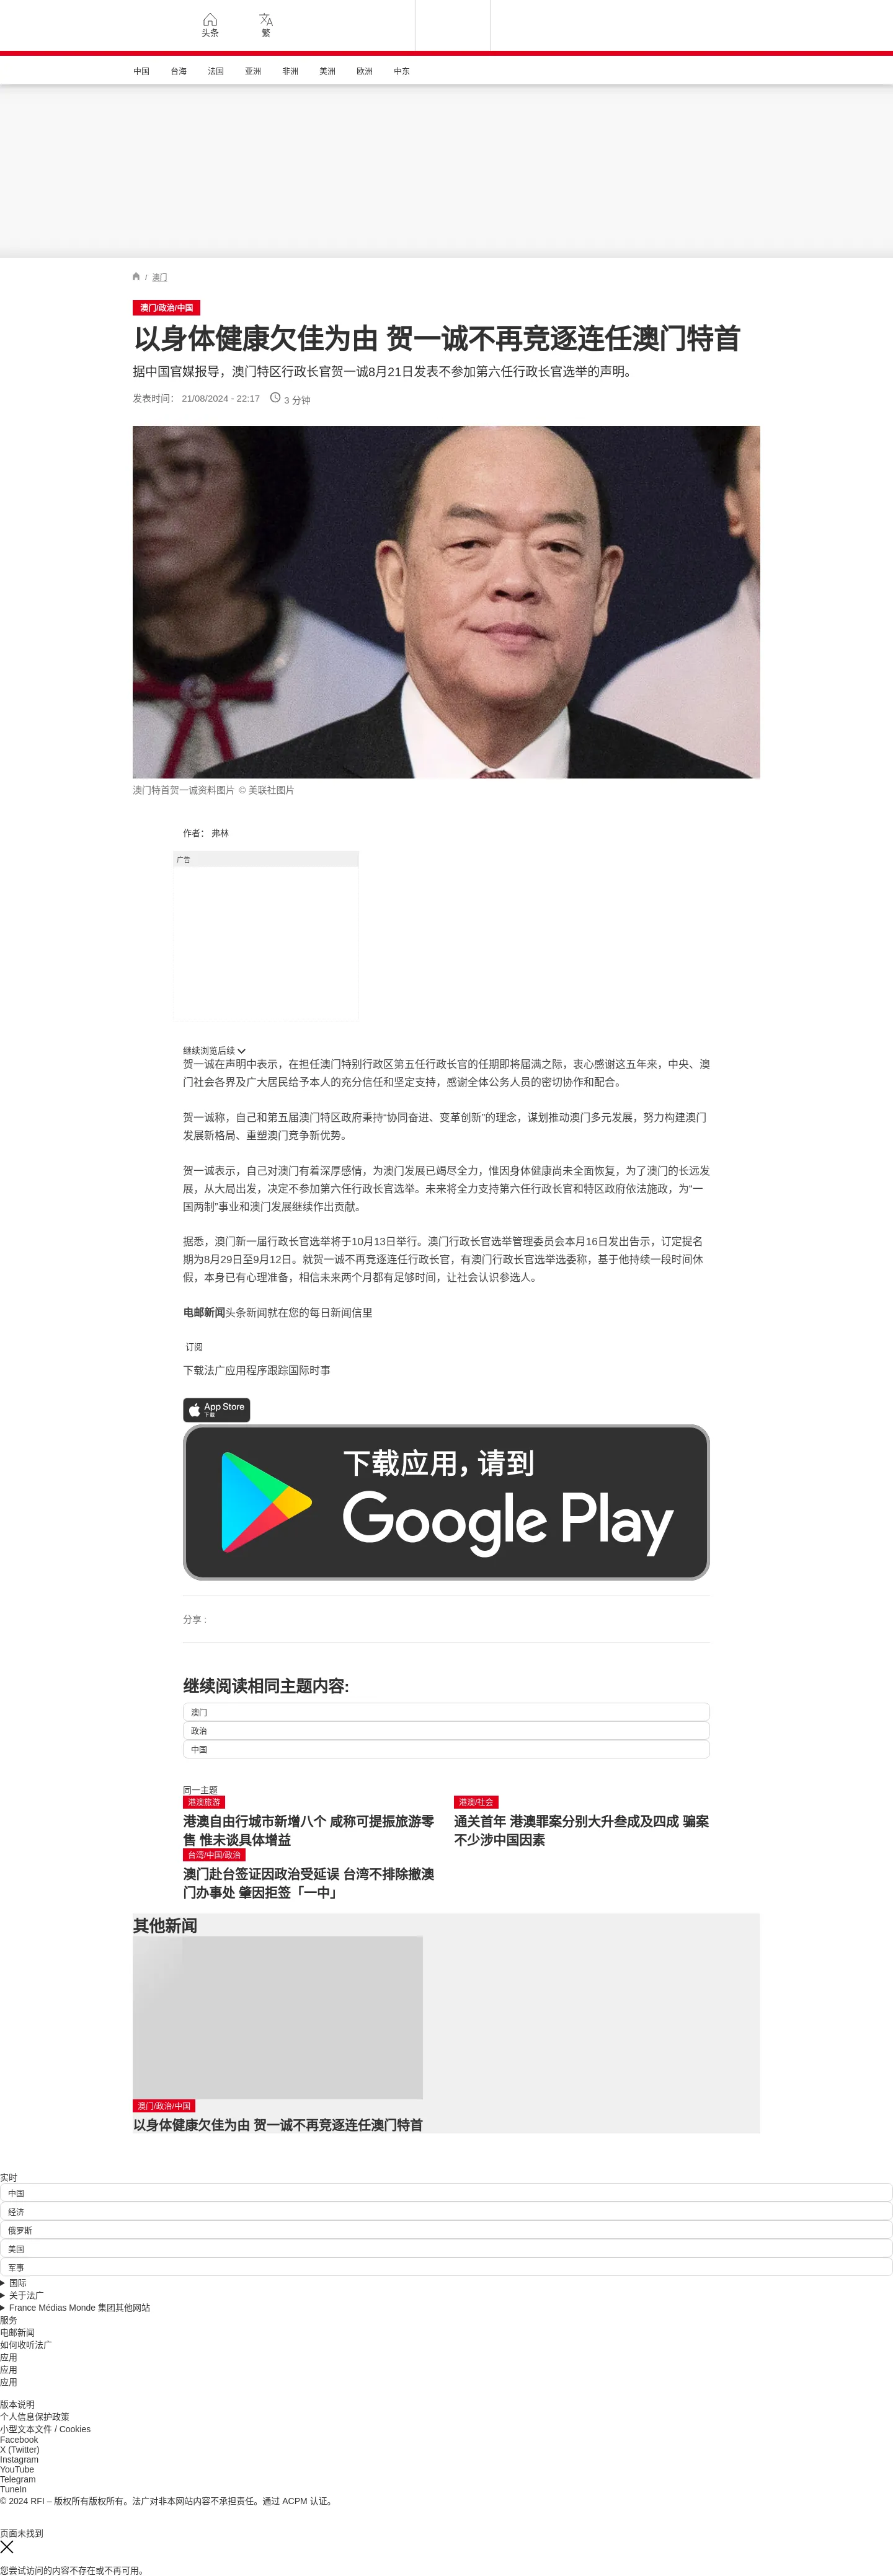 头条
繁
中国 台海 法国 亚洲 非洲 美洲 欧洲 中东
/ 澳门
澳门/政治/中国
以身体健康欠佳为由 贺一诚不再竞逐连任澳门特首
据中国官媒报导，澳门特区行政长官贺一诚8月21日发表不参加第六任行政长官选举的声明。
发表时间： 21/08/2024 - 22:17 3 分钟
澳门特首贺一诚资料图片 © 美联社图片
作者： 弗林
广告
继续浏览后续
贺一诚在声明中表示，在担任澳门特别行政区第五任行政长官的任期即将届满之际，衷心感谢这五年来，中央、澳
门社会各界及广大居民给予本人的充分信任和坚定支持，感谢全体公务人员的密切协作和配合。
贺一诚称，自己和第五届澳门特区政府秉持“协同奋进、变革创新”的理念，谋划推动澳门多元发展，努力构建澳门
发展新格局、重塑澳门竞争新优势。
贺一诚表示，自己对澳门有着深厚感情，为澳门发展已竭尽全力，惟因身体健康尚未全面恢复，为了澳门的长远发
展，从大局出发，决定不参加第六任行政长官选举。未来将全力支持第六任行政长官和特区政府依法施政，为“一
国两制”事业和澳门发展继续作出贡献。
据悉，澳门新一届行政长官选举将于10月13日举行。澳门行政长官选举管理委员会本月16日发出告示，订定提名
期为8月29日至9月12日。就贺一诚不再竞逐连任行政长官，有澳门行政长官选举选委称，基于他持续一段时间休
假，本身已有心理准备，相信未来两个月都有足够时间，让社会认识参选人。
电邮新闻头条新闻就在您的每日新闻信里
订阅
下载法广应用程序跟踪国际时事
App Store
下载
下载应用，请到
Google Play
分享 :
继续阅读相同主题内容:
澳门
政治
中国
同一主题
港澳旅游
港澳自由行城市新增八个 咸称可提振旅游零
售 惟未谈具体增益
港澳/社会
通关首年 港澳罪案分别大升叁成及四成 骗案
不少涉中国因素
台湾/中国/政治
澳门赴台签证因政治受延误 台湾不排除撤澳
门办事处 肇因拒签「一中」
其他新闻
澳门/政治/中国
以身体健康欠佳为由 贺一诚不再竞逐连任澳门特首
实时
中国
经济
俄罗斯
美国
军事
国际
关于法广
France Médias Monde 集团其他网站
服务
电邮新闻
如何收听法广
应用
应用
应用
版本说明
个人信息保护政策
小型文本文件 / Cookies
Facebook
X (Twitter)
Instagram
YouTube
Telegram
TuneIn
© 2024 RFI – 版权所有版权所有。法广对非本网站内容不承担责任。通过 ACPM 认证。
页面未找到
您尝试访问的内容不存在或不再可用。